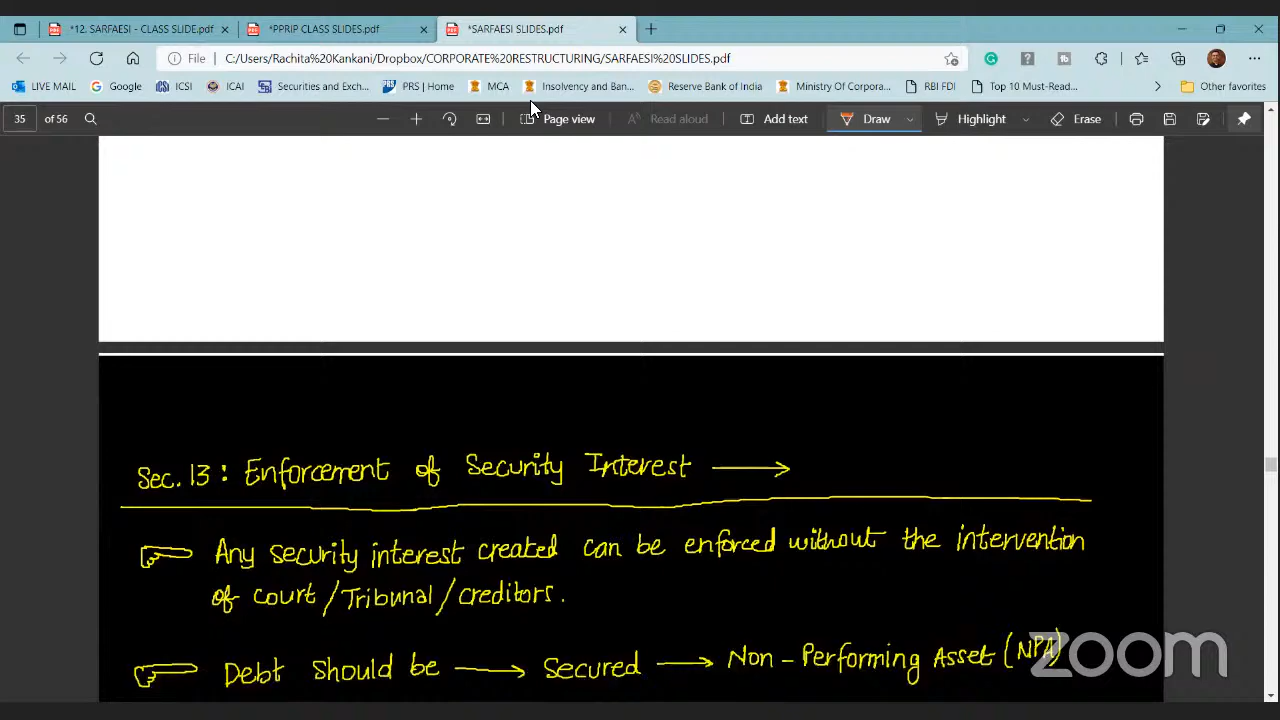 *12. SARFAESI - CLASS SLIDE.pdf
*PPRIP CLASS SLIDES.pdf
*SARFAESI SLIDES.pdf
File C:/Users/Rachita%20Kankani/Dropbox/CORPORATE%20RESTRUCTURING/SARFAESI%20SLIDES.pdf
LIVE MAIL Google ICSI ICAI Securities and Exch... PRS | Home MCA Insolvency and Ban... Reserve Bank of India Ministry Of Corpora... RBI FDI Top 10 Must-Read... Other favorites
35 of 56 Page view Read aloud Add text Draw Highlight Erase
Sec. 13 : Enforcement of Security Interest →
Any security interest created can be enforced without the intervention
of court/Tribunal/creditors.
Debt should be → Secured → Non-Performing Asset (NPA)
zoom